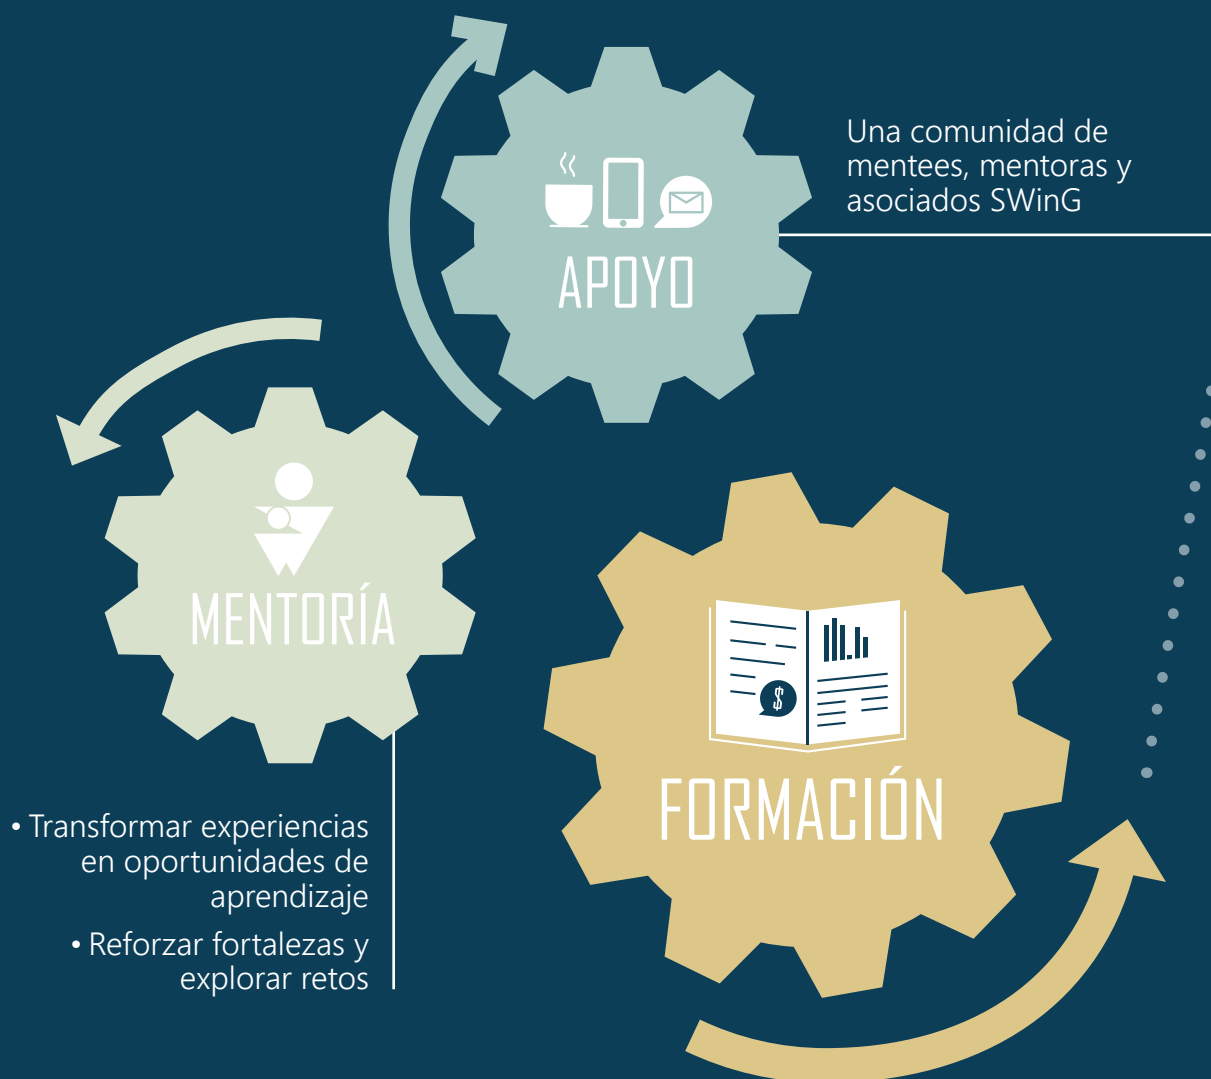 Una comunidad de
mentees, mentoras y
asociados SWinG
APOYO
MENTORÍA
$
FORMACIÓN
• Transformar experiencias
en oportunidades de
aprendizaje
• Reforzar fortalezas y
explorar retos